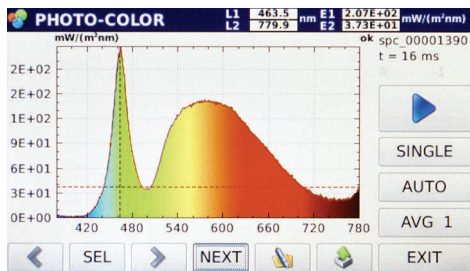 PHOTO-COLOR L1 463.5 nm E1 2.07E+02 mW/(m²nm)
L2 779.9 E2 3.73E+01
mW/(m²nm) ok spc_00001390
t = 16 ms
2E+02
2E+02
1E+02
9E+01
6E+01
3E+01
0E+00
420 480 540 600 660 720 780
SINGLE
AUTO
AVG 1
SEL NEXT EXIT